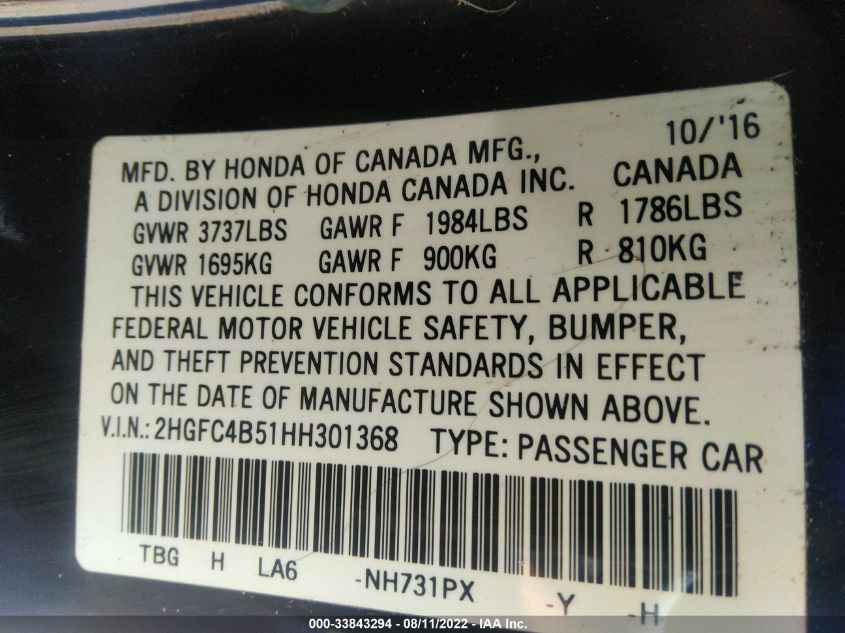 10/'16
MFD. BY HONDA OF CANADA MFG.,
A DIVISION OF HONDA CANADA INC. CANADA
GVWR 3737LBS GAWR F 1984LBS R 1786LBS
GVWR 1695KG GAWR F 900KG R 810KG
THIS VEHICLE CONFORMS TO ALL APPLICABLE
FEDERAL MOTOR VEHICLE SAFETY, BUMPER,
AND THEFT PREVENTION STANDARDS IN EFFECT
ON THE DATE OF MANUFACTURE SHOWN ABOVE.
V.I.N.: 2HGFC4B51HH301368 TYPE: PASSENGER CAR
TBG H LA6 -NH731PX -Y -H
000-33843294 - 08/11/2022 - IAA Inc.